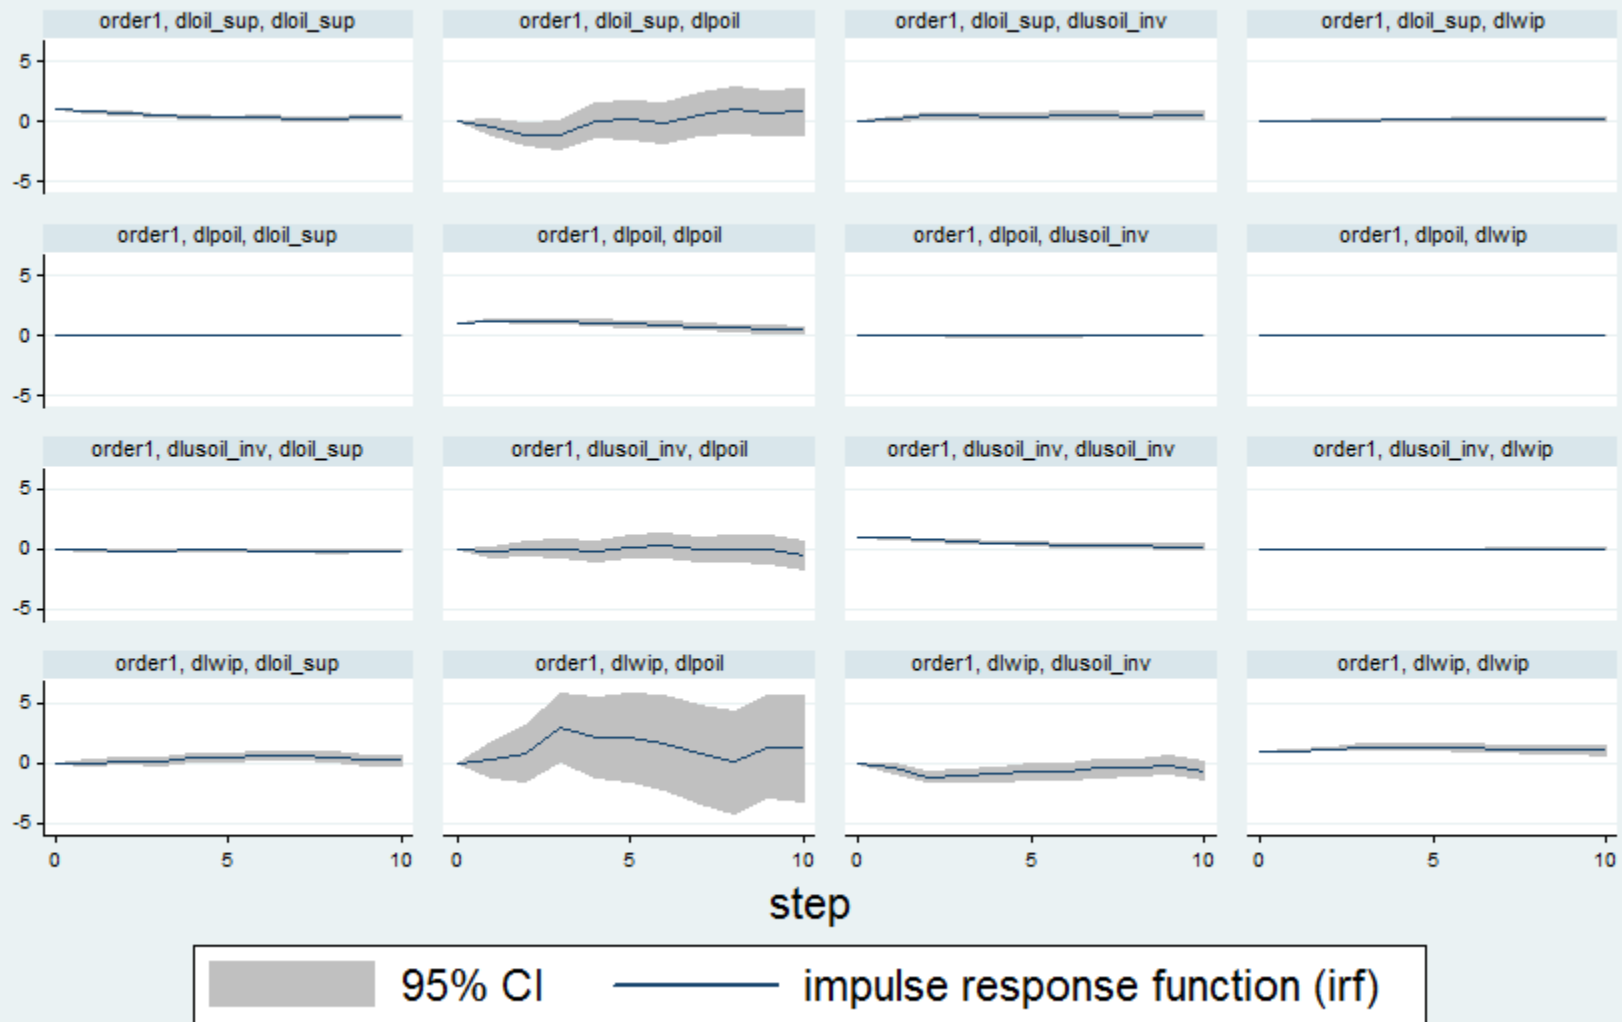 order1, dloil_sup, dloil_sup order1, dloil_sup, dlpoil order1, dloil_sup, dlusoil_inv order1, dloil_sup, dlwip
5
0
-5
order1, dlpoil, dloil_sup order1, dlpoil, dlpoil order1, dlpoil, dlusoil_inv order1, dlpoil, dlwip
5
0
-5
order1, dlusoil_inv, dloil_sup order1, dlusoil_inv, dlpoil order1, dlusoil_inv, dlusoil_inv order1, dlusoil_inv, dlwip
5
0
-5
order1, dlwip, dloil_sup order1, dlwip, dlpoil order1, dlwip, dlusoil_inv order1, dlwip, dlwip
5
0
-5
0 5 10 0 5 10 0 5 10 0 5 10
step
95% CI impulse response function (irf)